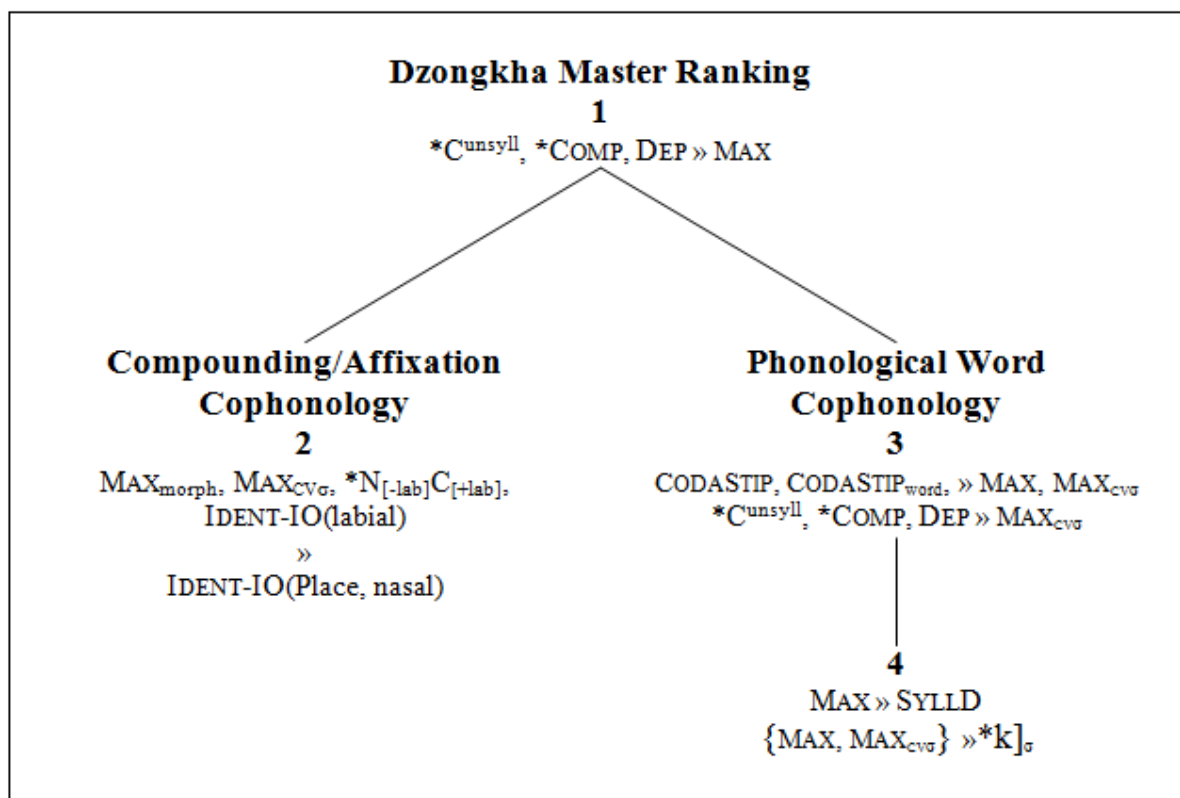 Dzongkha Master Ranking
1
*Cᵘⁿˢʸˡˡ, *COMP, DEP » MAX
Compounding/Affixation
Cophonology
2
MAXmorph, MAXCVσ, *N[-lab]C[+lab],
IDENT-IO(labial)
»
IDENT-IO(Place, nasal)
Phonological Word
Cophonology
3
CODASTIP, CODASTIPword, » MAX, MAXcvσ
*Cᵘⁿˢʸˡˡ, *COMP, DEP » MAXcvσ
4
MAX » SYLLD
{MAX, MAXcvσ} »*k]σ